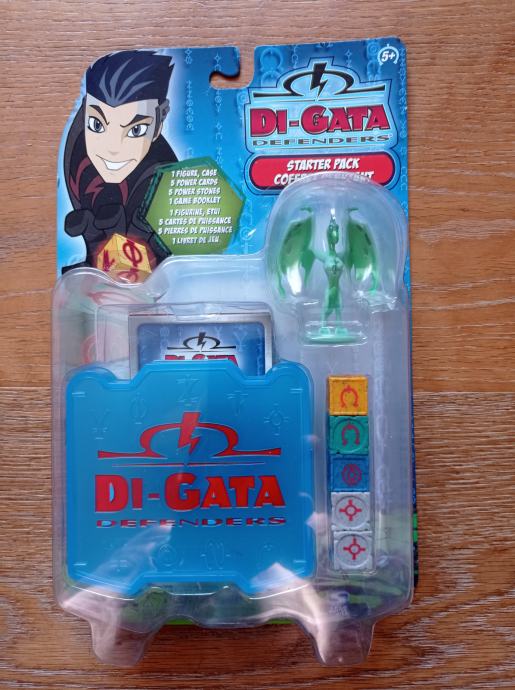 5+
DI-GATA
DEFENDERS
STARTER PACK
1 FIGURE, CASE
5 POWER CARDS
5 POWER STONES
1 GAME BOOKLET
1 FIGURINE, ETUI
5 CARTES DE PUISSANCE
5 PIERRES DE PUISSANCE
1 LIVRET DE JEU
DI-GATA
DI-GATA
DEFENDERS